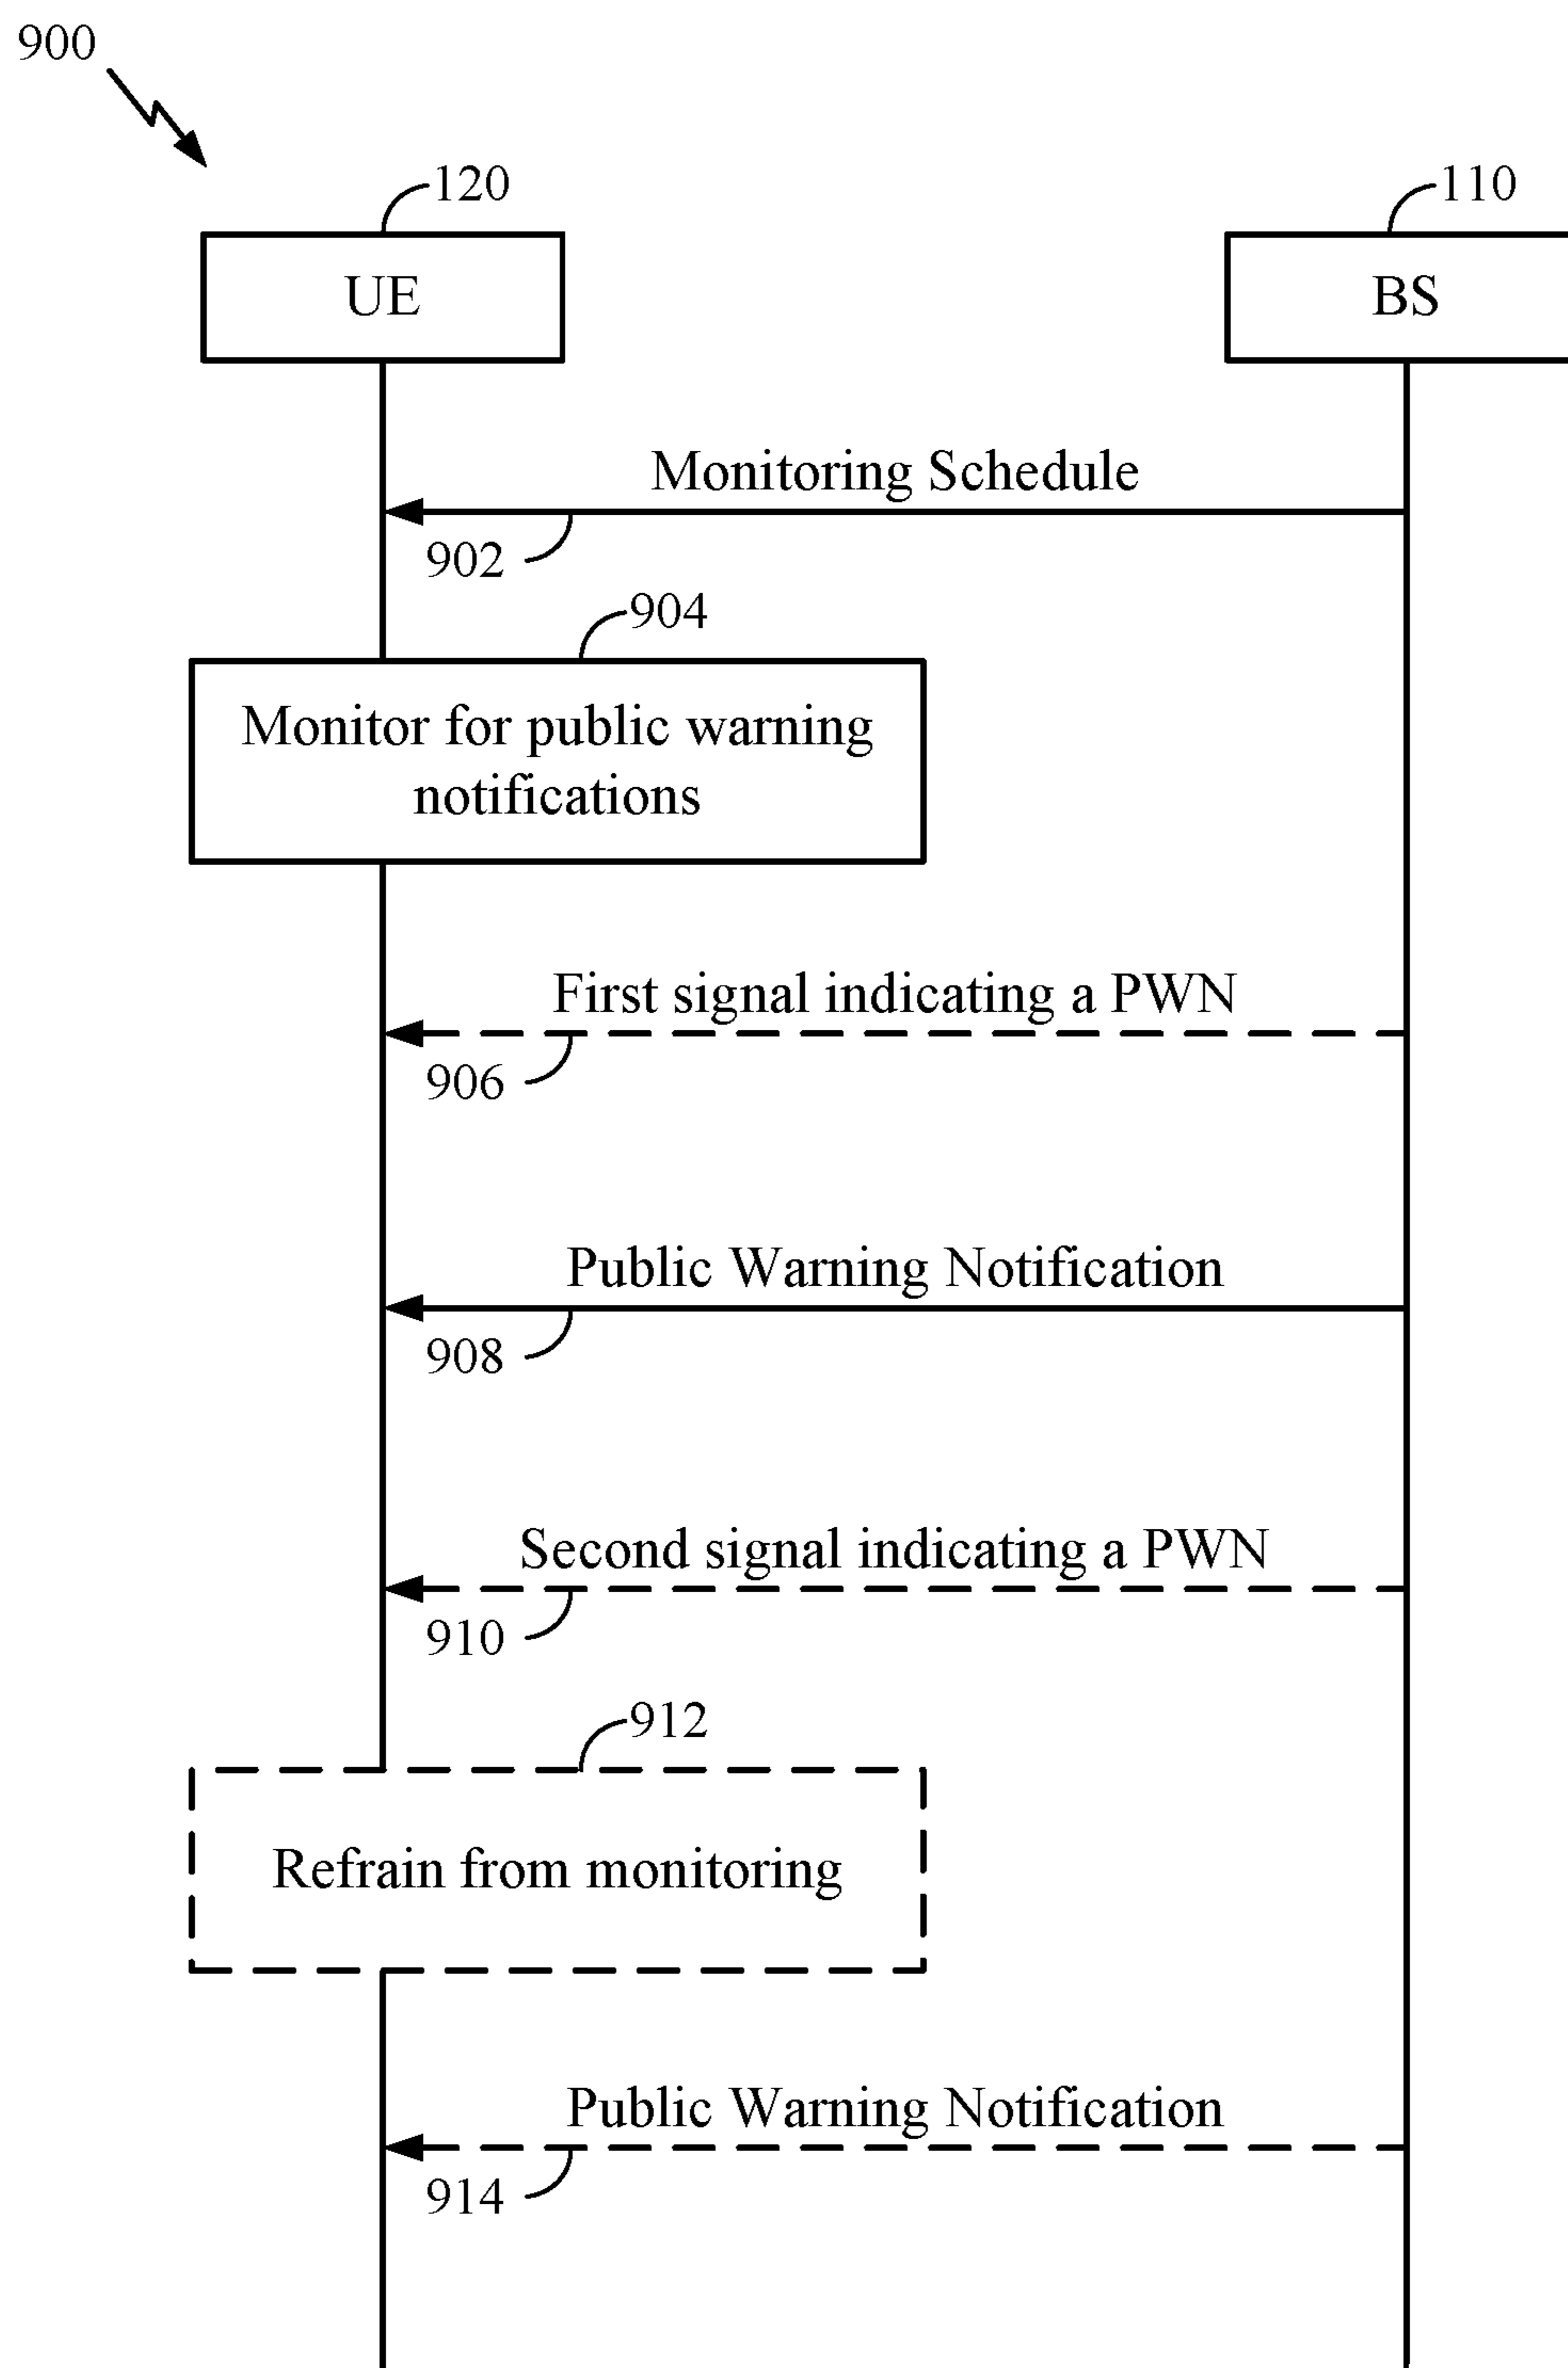 900
120
110
UE
BS
Monitoring Schedule
902
904
Monitor for public warning
notifications
First signal indicating a PWN
906
Public Warning Notification
908
Second signal indicating a PWN
910
912
Refrain from monitoring
Public Warning Notification
914